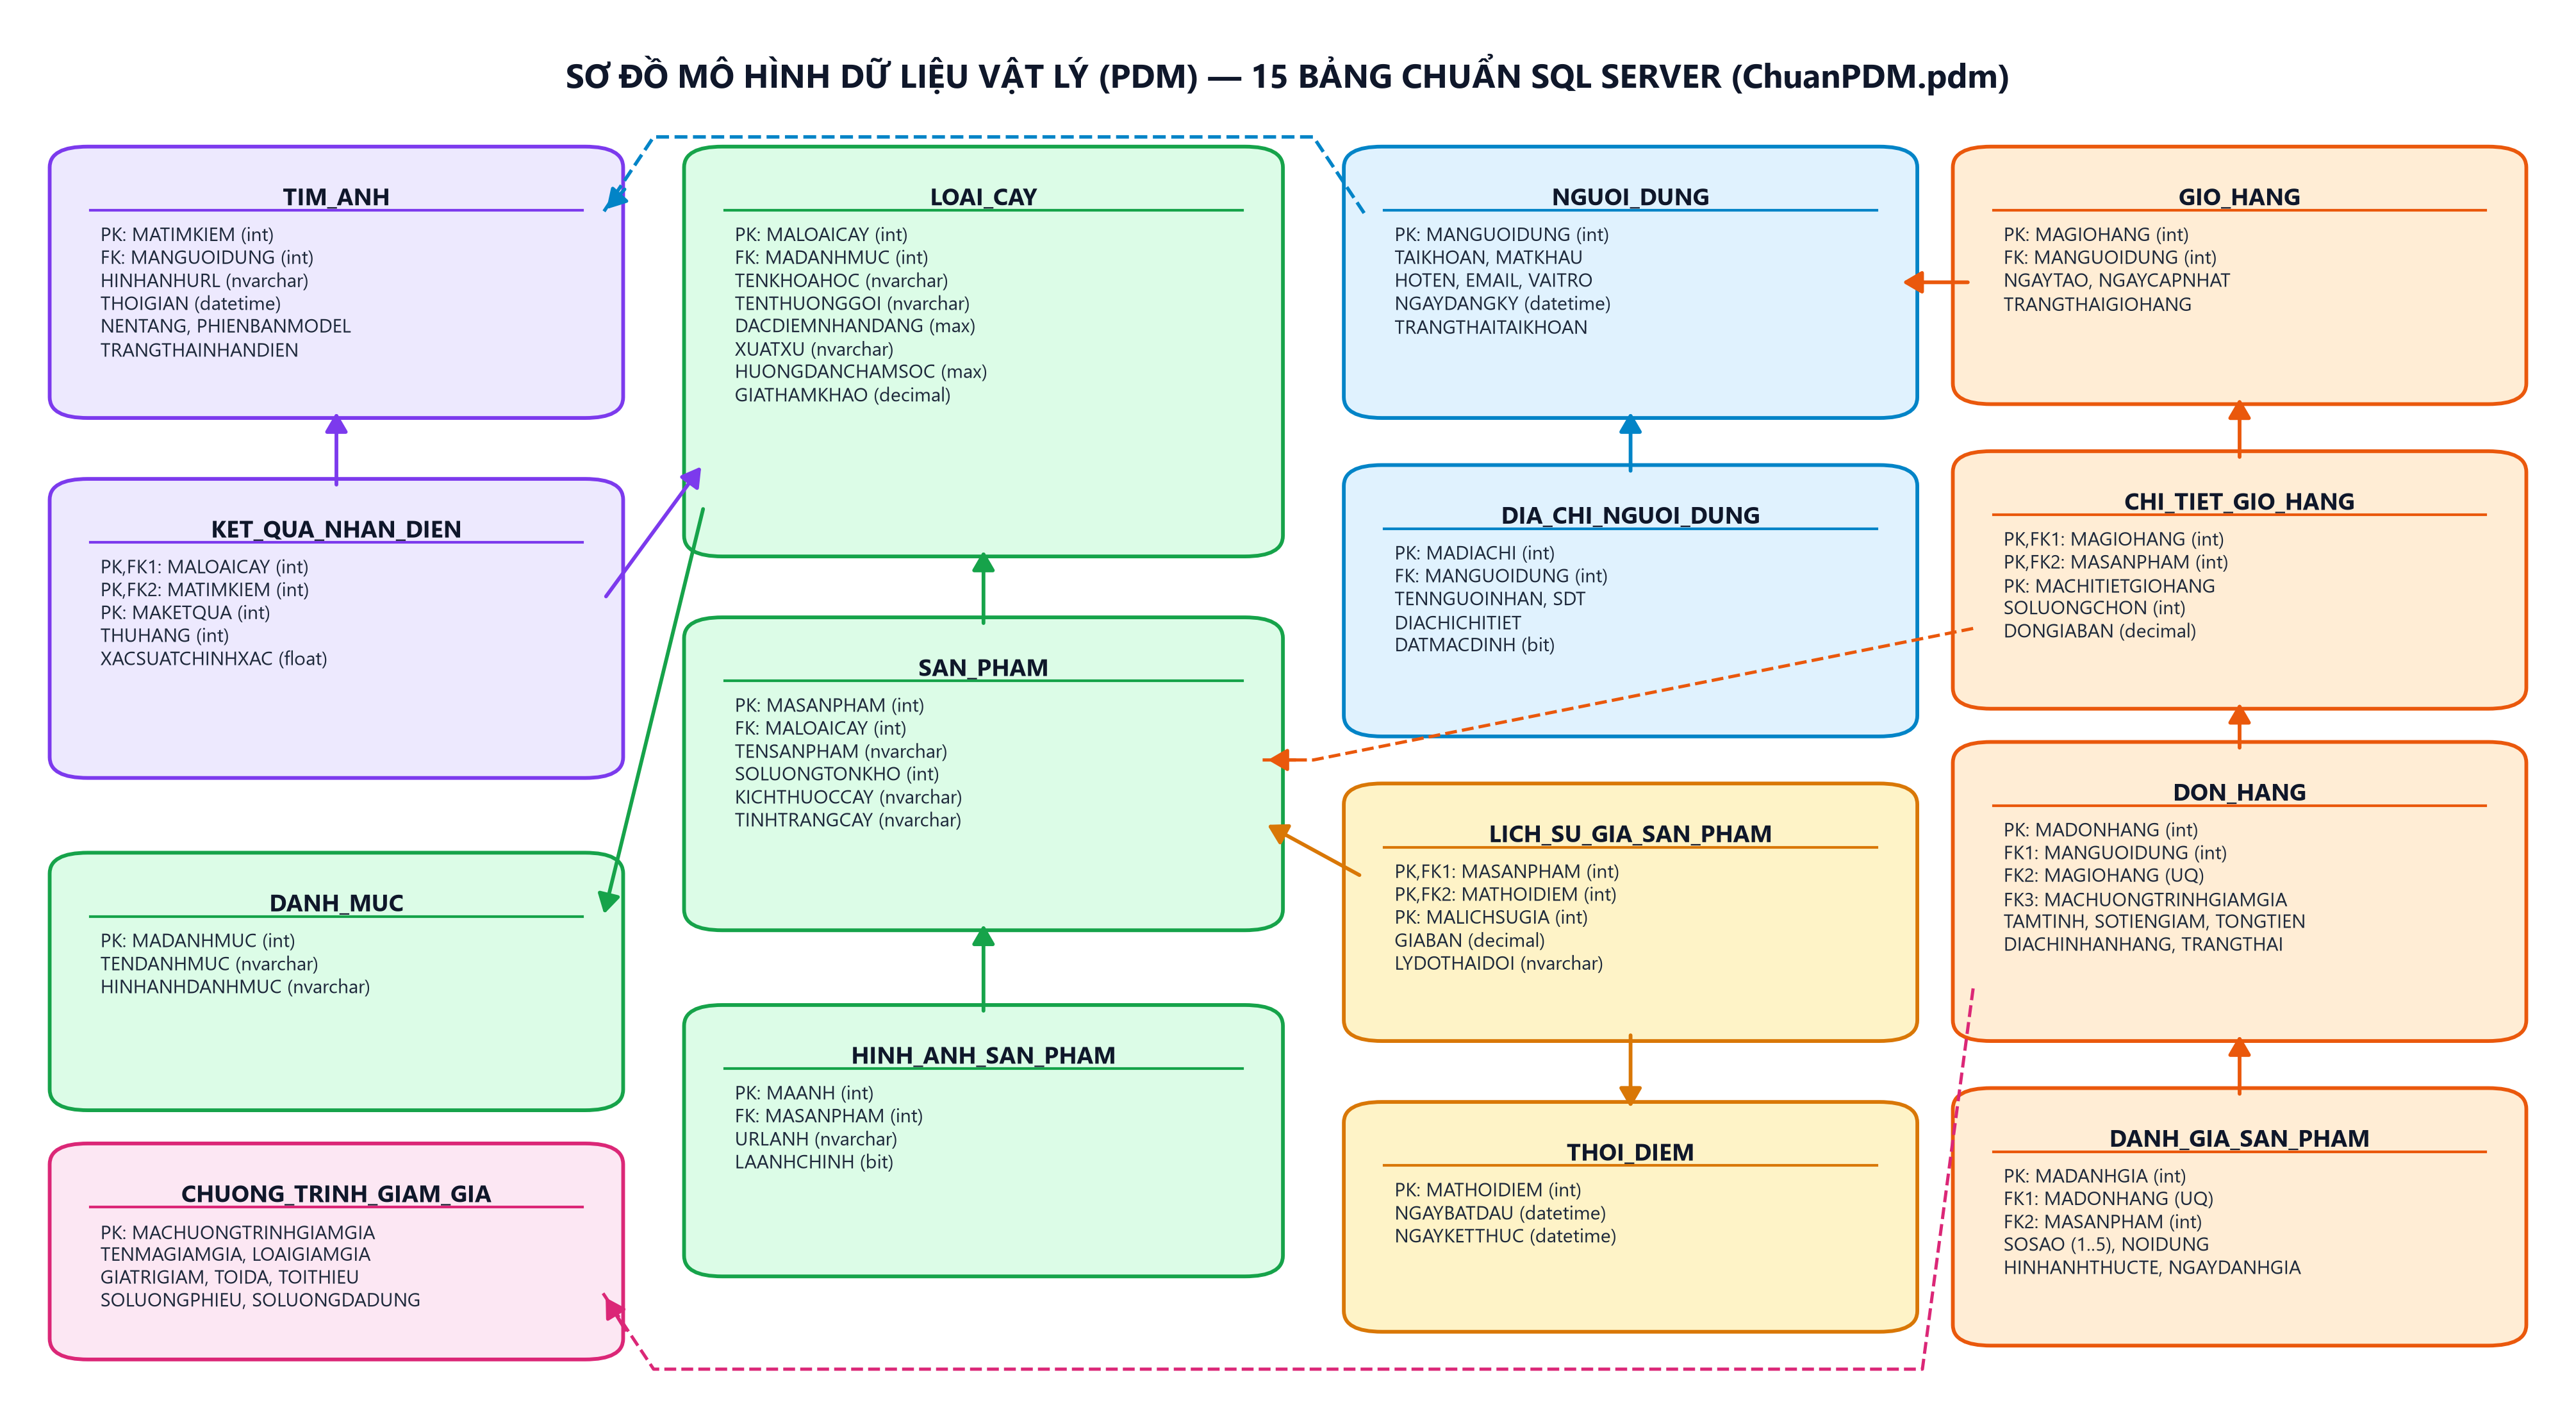 SƠ ĐỒ MÔ HÌNH DỮ LIỆU VẬT LÝ (PDM) — 15 BẢNG CHUẨN SQL SERVER (ChuanPDM.pdm)
TIM_ANH
PK: MATIMKIEM (int)
FK: MANGUOIDUNG (int)
HINHANHURL (nvarchar)
THOIGIAN (datetime)
NENTANG, PHIENBANMODEL
TRANGTHAINHANDIEN
KET_QUA_NHAN_DIEN
PK,FK1: MALOAICAY (int)
PK,FK2: MATIMKIEM (int)
PK: MAKETQUA (int)
THUHANG (int)
XACSUATCHINHXAC (float)
DANH_MUC
PK: MADANHMUC (int)
TENDANHMUC (nvarchar)
HINHANHDANHMUC (nvarchar)
CHUONG_TRINH_GIAM_GIA
PK: MACHUONGTRINHGIAMGIA
TENMAGIAMGIA, LOAIGIAMGIA
GIATRIGIAM, TOIDA, TOITHIEU
SOLUONGPHIEU, SOLUONGDADUNG
LOAI_CAY
PK: MALOAICAY (int)
FK: MADANHMUC (int)
TENKHOAHOC (nvarchar)
TENTHUONGGOI (nvarchar)
DACDIEMNHANDANG (max)
XUATXU (nvarchar)
HUONGDANCHAMSOC (max)
GIATHAMKHAO (decimal)
SAN_PHAM
PK: MASANPHAM (int)
FK: MALOAICAY (int)
TENSANPHAM (nvarchar)
SOLUONGTONKHO (int)
KICHTHUOCCAY (nvarchar)
TINHTRANGCAY (nvarchar)
HINH_ANH_SAN_PHAM
PK: MAANH (int)
FK: MASANPHAM (int)
URLANH (nvarchar)
LAANHCHINH (bit)
NGUOI_DUNG
PK: MANGUOIDUNG (int)
TAIKHOAN, MATKHAU
HOTEN, EMAIL, VAITRO
NGAYDANGKY (datetime)
TRANGTHAITAIKHOAN
DIA_CHI_NGUOI_DUNG
PK: MADIACHI (int)
FK: MANGUOIDUNG (int)
TENNGUOINHAN, SDT
DIACHICHITIET
DATMACDINH (bit)
LICH_SU_GIA_SAN_PHAM
PK,FK1: MASANPHAM (int)
PK,FK2: MATHOIDIEM (int)
PK: MALICHSUGIA (int)
GIABAN (decimal)
LYDOTHAIDOI (nvarchar)
THOI_DIEM
PK: MATHOIDIEM (int)
NGAYBATDAU (datetime)
NGAYKETTHUC (datetime)
GIO_HANG
PK: MAGIOHANG (int)
FK: MANGUOIDUNG (int)
NGAYTAO, NGAYCAPNHAT
TRANGTHAIGIOHANG
CHI_TIET_GIO_HANG
PK,FK1: MAGIOHANG (int)
PK,FK2: MASANPHAM (int)
PK: MACHITIETGIOHANG
SOLUONGCHON (int)
DONGIABAN (decimal)
DON_HANG
PK: MADONHANG (int)
FK1: MANGUOIDUNG (int)
FK2: MAGIOHANG (UQ)
FK3: MACHUONGTRINHGIAMGIA
TAMTINH, SOTIENGIAM, TONGTIEN
DIACHINHANHANG, TRANGTHAI
DANH_GIA_SAN_PHAM
PK: MADANHGIA (int)
FK1: MADONHANG (UQ)
FK2: MASANPHAM (int)
SOSAO (1..5), NOIDUNG
HINHANHTHUCTE, NGAYDANHGIA